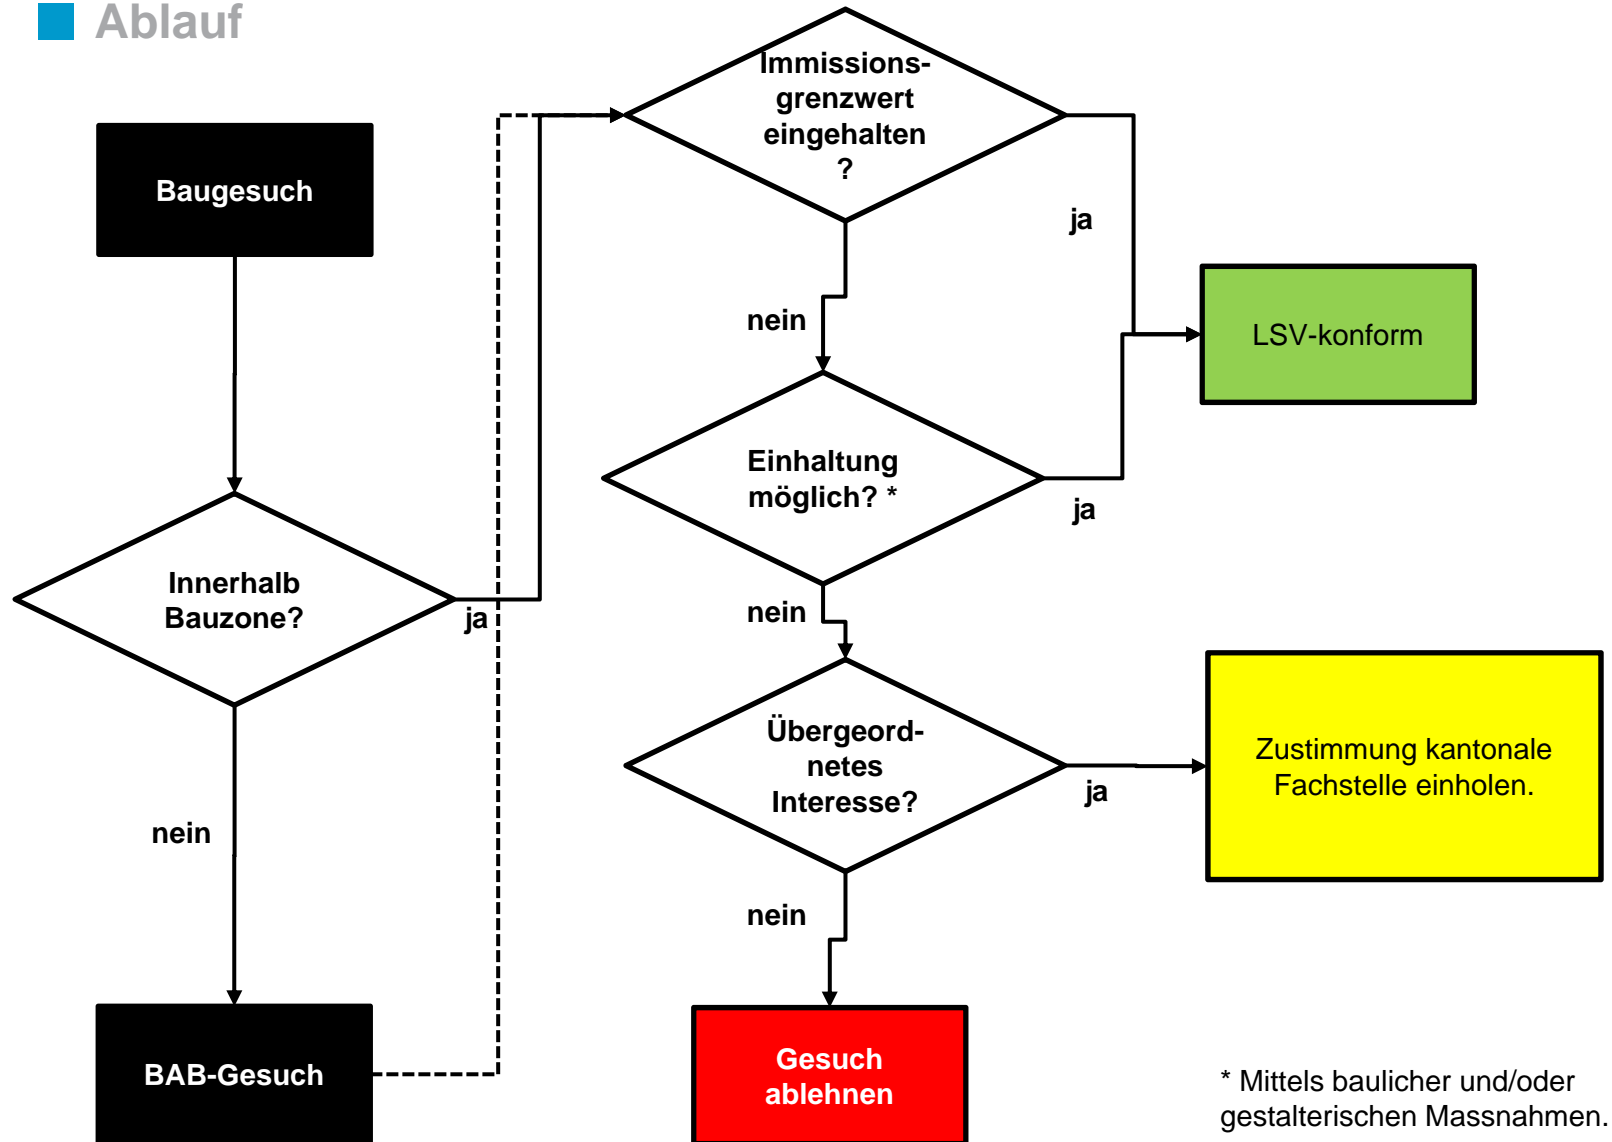 Ablauf
Baugesuch
Innerhalb
Bauzone?
ja
nein
BAB-Gesuch
Immissions-
grenzwert
eingehalten
?
ja
nein
LSV-konform
Einhaltung
möglich? *
ja
nein
Übergeord-
netes
Interesse?
ja
Zustimmung kantonale
Fachstelle einholen.
nein
Gesuch
ablehnen
* Mittels baulicher und/oder
gestalterischen Massnahmen.